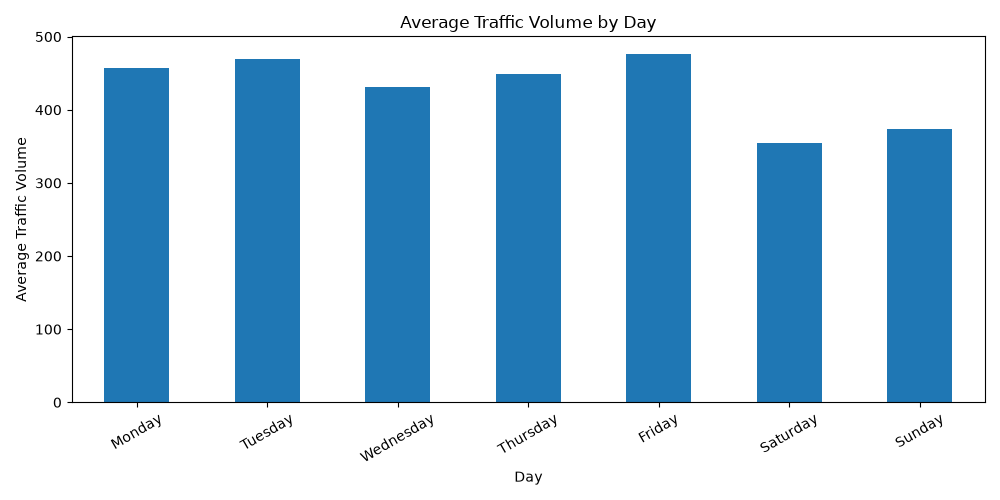 Average Traffic Volume by Day
Average Traffic Volume
500
400
300
200
100
0
Monday
Tuesday
Wednesday
Thursday
Friday
Saturday
Sunday
Day